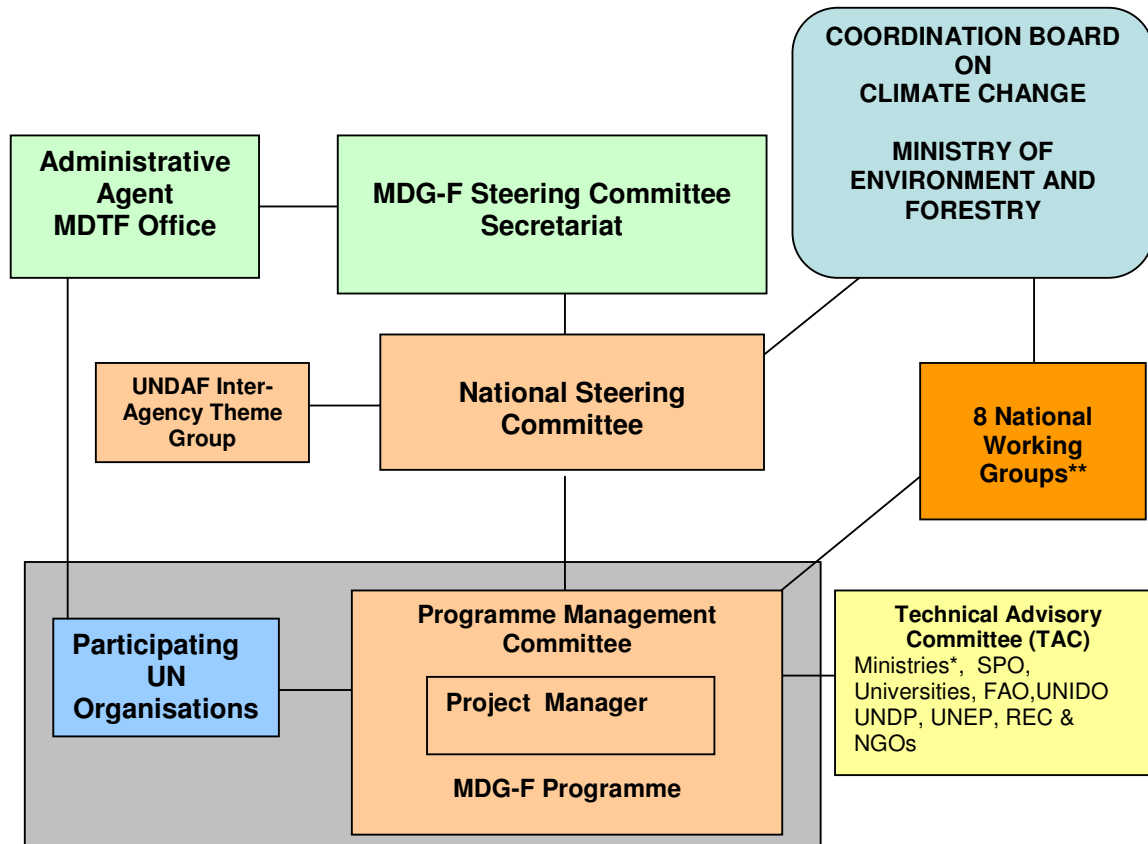 COORDINATION BOARD
ON
CLIMATE CHANGE
MINISTRY OF
ENVIRONMENT AND
FORESTRY
Administrative
Agent
MDTF Office
MDG-F Steering Committee
Secretariat
UNDAF Inter-
Agency Theme
Group
National Steering
Committee
8 National
Working
Groups**
Participating
UN
Organisations
Programme Management
Committee
Project Manager
MDG-F Programme
Technical Advisory
Committee (TAC)
Ministries*, SPO,
Universities, FAO,UNIDO
UNDP, UNEP, REC &
NGOs